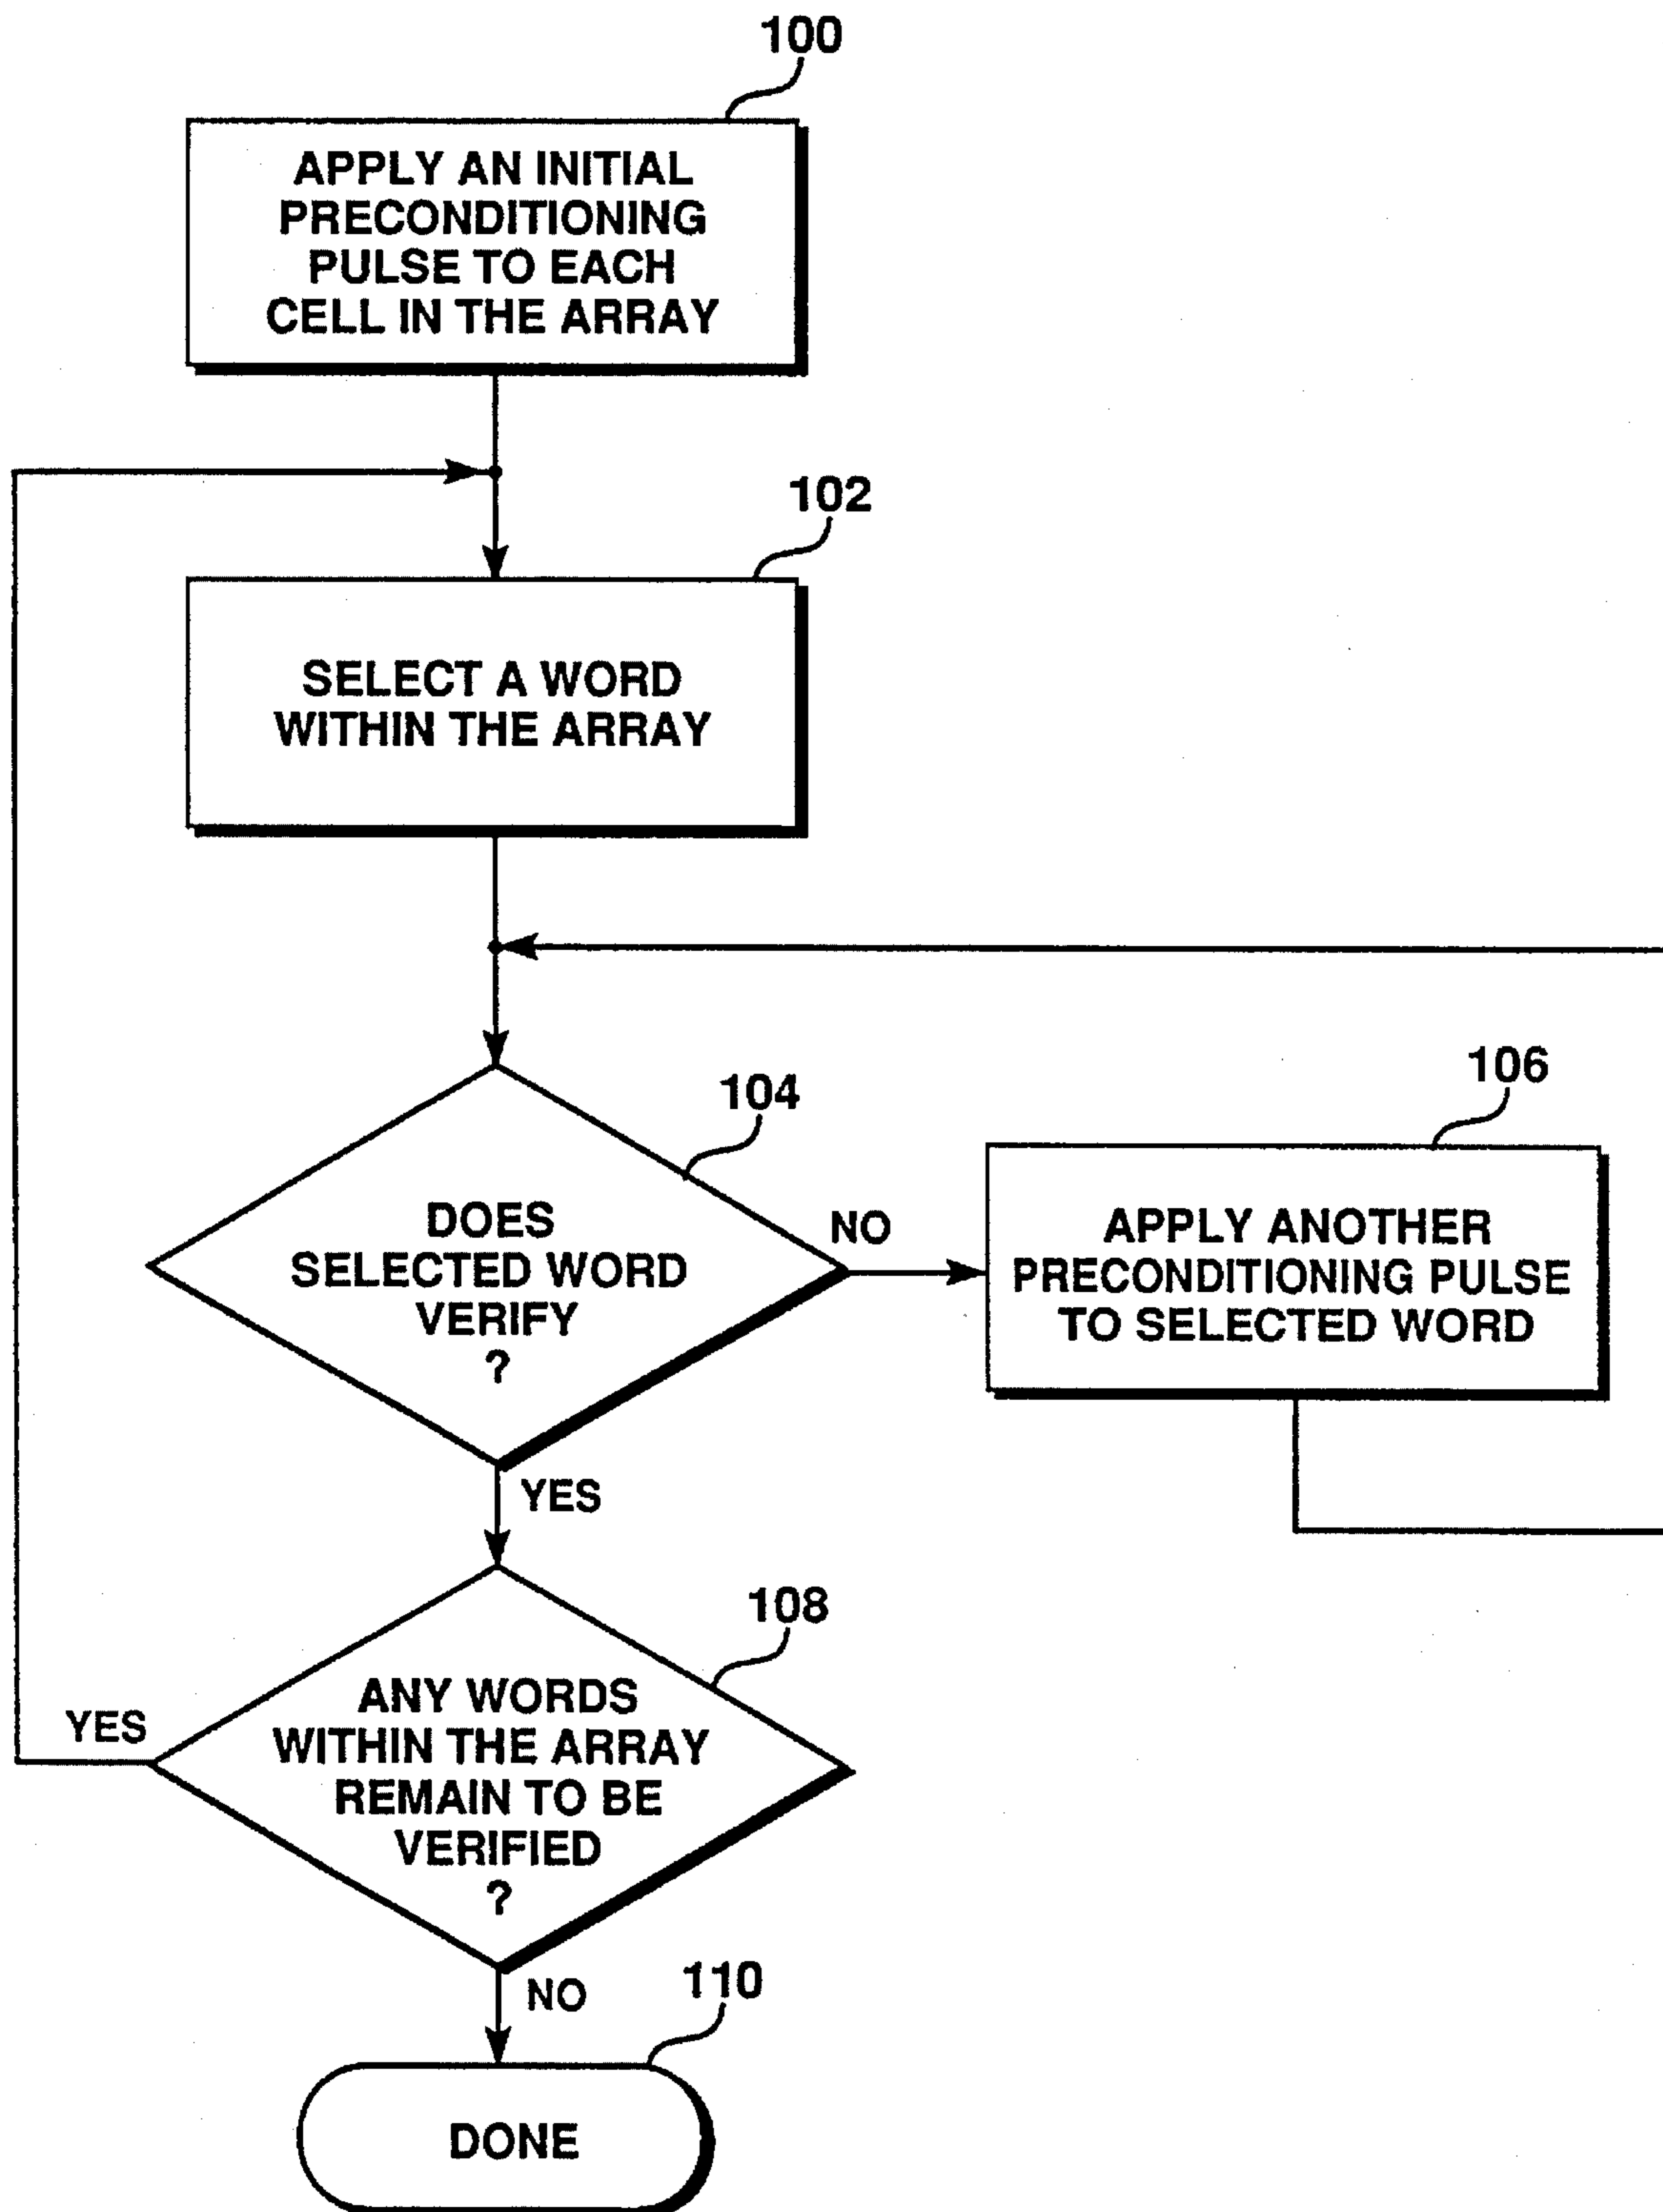 100
APPLY AN INITIAL
PRECONDITIONING
PULSE TO EACH
CELL IN THE ARRAY
102
SELECT A WORD
WITHIN THE ARRAY
104
DOES
SELECTED WORD
VERIFY
?
NO
106
APPLY ANOTHER
PRECONDITIONING PULSE
TO SELECTED WORD
YES
108
ANY WORDS
WITHIN THE ARRAY
REMAIN TO BE
VERIFIED
?
YES
NO
110
DONE